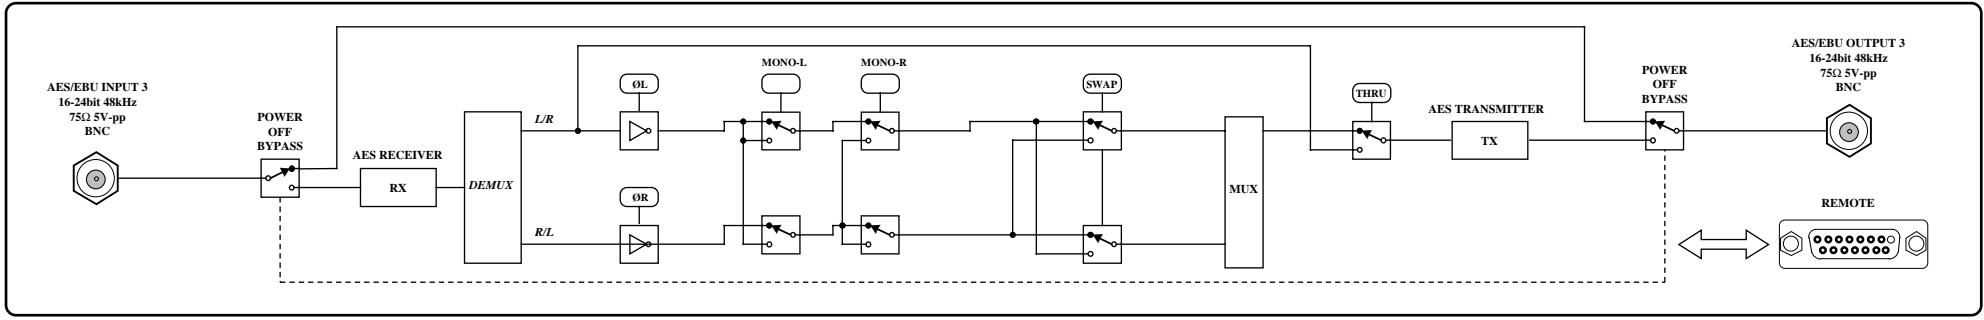 AES/EBU INPUT 3
16-24bit 48kHz
75Ω 5V-pp
BNC
POWER
OFF
BYPASS
AES RECEIVER
RX
DEMUX
L/R
R/L
ØL
ØR
MONO-L
MONO-R
SWAP
MUX
THRU
AES TRANSMITTER
TX
POWER
OFF
BYPASS
AES/EBU OUTPUT 3
16-24bit 48kHz
75Ω 5V-pp
BNC
REMOTE